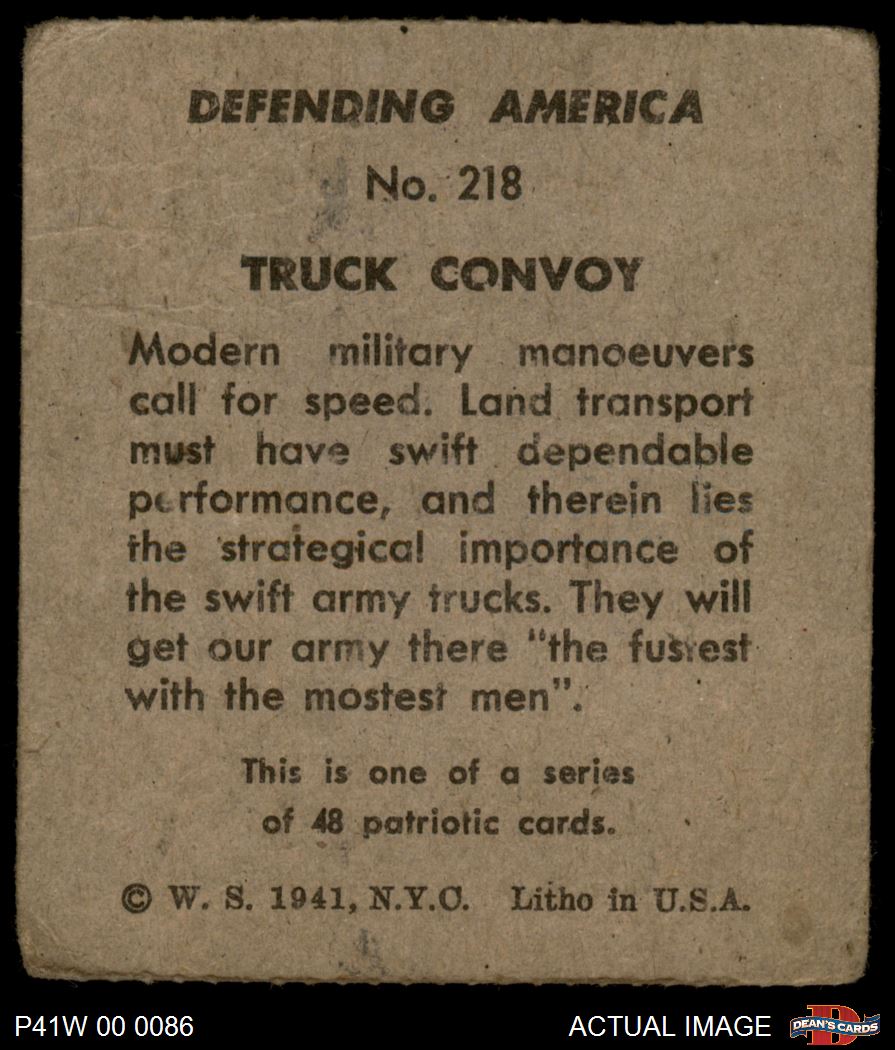 DEFENDING AMERICA
No. 218
TRUCK CONVOY
Modern military manoeuvers
call for speed. Land transport
must have swift dependable
performance, and therein lies
the strategical importance of
the swift army trucks. They will
get our army there "the fustest
with the mostest men".
This is one of a series
of 48 patriotic cards.
© W. S. 1941, N.Y.C. Litho in U.S.A.
P41W 00 0086
ACTUAL IMAGE
DEAN'S CARDS